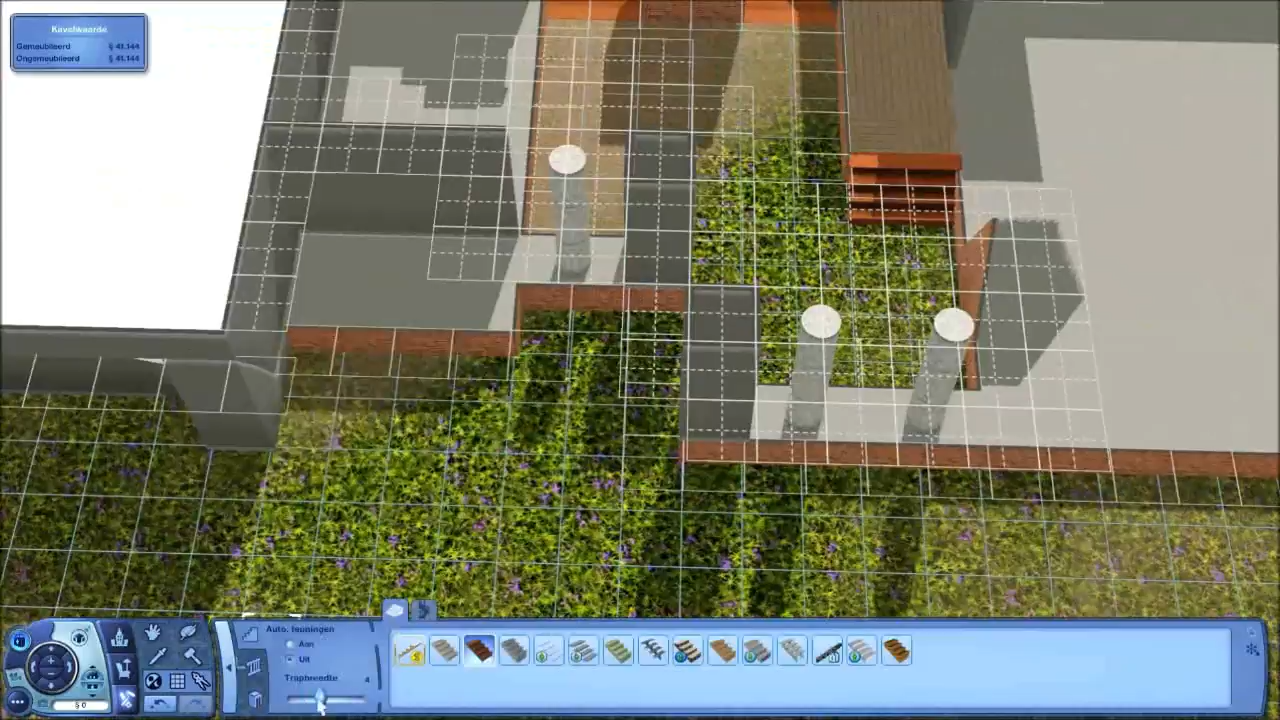 Kavelwaarde
Gemeubileerd § 41.144
Ongemeubileerd § 41.144
Auto. leuningen
Aan
Uit
Trapbreedte 4
§ 0